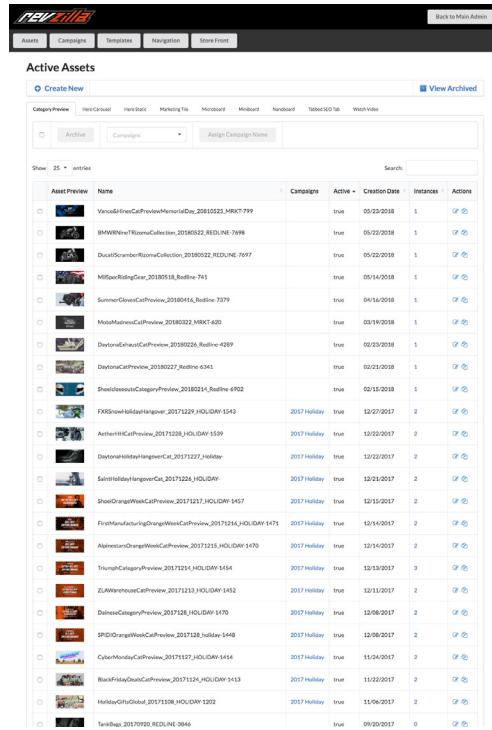 revzilla
Back to Main Admin
Assets Campaigns Templates Navigation Store Front
Active Assets
Create New View Archived
Category Preview Hero Carousel Hero Static Marketing Tile Microboard Miniboard Nanoboard Tabbed SEO Tab Watch Video
Archive Campaigns Assign Campaign Name
Show 25 entries Search:
Asset Preview Name Campaigns Active Creation Date Instances Actions
Vance&HinesCatPreviewMemorialDay_20810525_MRKT-799 true 05/23/2018 1
BMWRNineTRizomaCollection_20180522_REDLINE-7698 true 05/22/2018 1
DucatiScramberRizomaCollection_20180522_REDLINE-7697 true 05/22/2018 1
MilSpecRidingGear_20180518_Redline-741 true 05/14/2018 1
SummerGlovesCatPreview_20180416_Redline-7379 true 04/16/2018 1
MotoMadnessCatPreview_20180322_MRKT-620 true 03/19/2018 1
DaytonaExhaustCatPreview_20180226_Redline-4289 true 02/23/2018 1
DaytonaCatPreview_20180227_Redline-6341 true 02/21/2018 1
ShoeicloseoutsCategoryPreview_20180214_Redline-6902 true 02/15/2018 1
FXRSnowHolidayHangover_20171229_HOLIDAY-1543 2017 Holiday true 12/27/2017 2
AetherHHCatPreview_20171228_HOLIDAY-1539 2017 Holiday true 12/22/2017 2
DaytonaHolidayHangoverCat_20171227_Holiday- 2017 Holiday true 12/22/2017 2
SaintHolidayHangoverCat_20171226_HOLIDAY- 2017 Holiday true 12/21/2017 2
ShoeiOrangeWeekCatPreview_20171217_HOLIDAY-1457 2017 Holiday true 12/15/2017 2
FirstManufacturingOrangeWeekCatPreview_20171216_HOLIDAY-1471 2017 Holiday true 12/14/2017 2
AlpinestarsOrangeWeekCatPreview_20171215_HOLIDAY-1470 2017 Holiday true 12/14/2017 2
TriumphCategoryPreview_20171214_HOLIDAY-1454 2017 Holiday true 12/13/2017 3
ZLAWarehouseCatPreview_20171213_HOLIDAY-1452 2017 Holiday true 12/11/2017 2
DaineseCategoryPreview_2017128_HOLIDAY-1470 2017 Holiday true 12/08/2017 2
SPIDIOrangeWeekCatPreview_2017128_holiday-1448 2017 Holiday true 12/08/2017 2
CyberMondayCatPreview_20171127_HOLIDAY-1414 2017 Holiday true 11/24/2017 2
BlackFridayDealsCatPreview_20171124_HOLIDAY-1413 2017 Holiday true 11/22/2017 2
HolidayGiftsGlobal_20171108_HOLIDAY-1202 2017 Holiday true 11/06/2017 2
TankBags_20170920_REDLINE-3846 true 09/20/2017 0